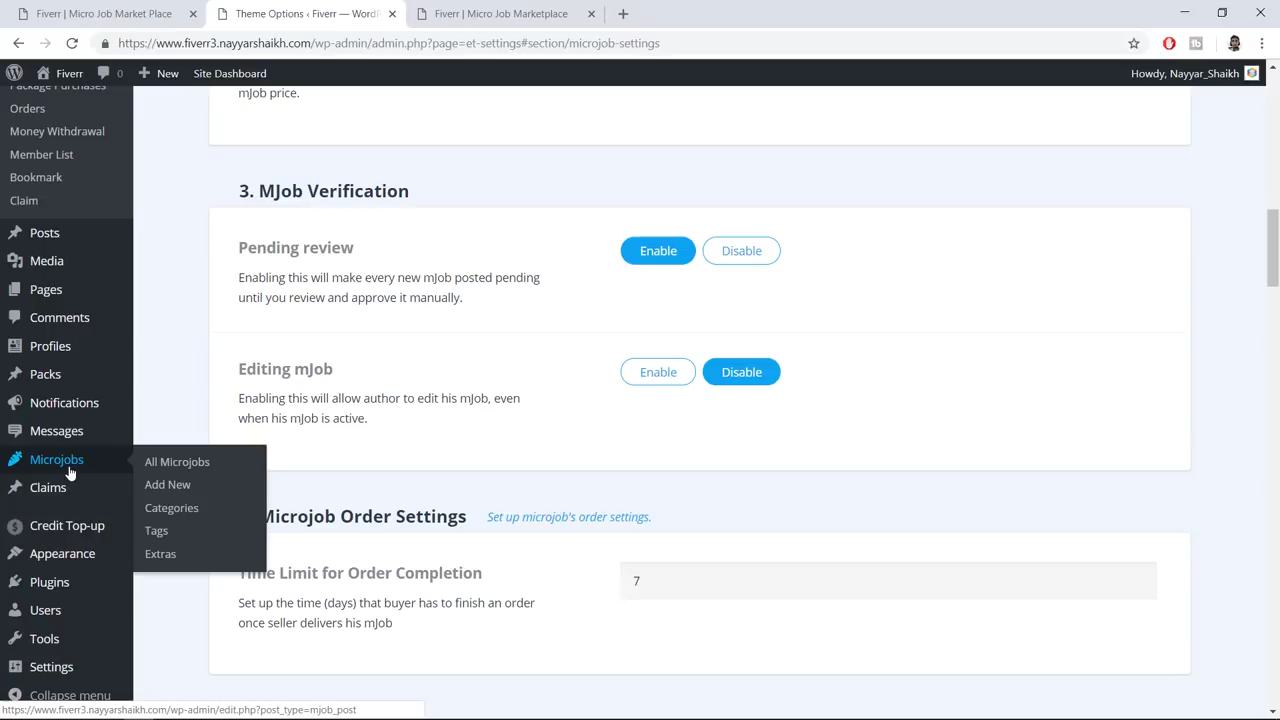 Fiverr | Micro Job Market Place
Theme Options ‹ Fiverr — WordP
Fiverr | Micro Job Marketplace
https://www.fiverr3.nayyarshaikh.com/wp-admin/admin.php?page=et-settings#section/microjob-settings
Fiverr
0
New
Site Dashboard
Howdy, Nayyar_Shaikh
Package Purchases
Orders
Money Withdrawal
Member List
Bookmark
Claim
Posts
Media
Pages
Comments
Profiles
Packs
Notifications
Messages
Microjobs
Claims
Credit Top-up
Appearance
Plugins
Users
Tools
Settings
Collapse menu
All Microjobs
Add New
Categories
Tags
Extras
mJob price.
3. MJob Verification
Pending review
Enable
Disable
Enabling this will make every new mJob posted pending
until you review and approve it manually.
Editing mJob
Enable
Disable
Enabling this will allow author to edit his mJob, even
when his mJob is active.
Microjob Order Settings
Set up microjob's order settings.
Time Limit for Order Completion
7
Set up the time (days) that buyer has to finish an order
once seller delivers his mJob
https://www.fiverr3.nayyarshaikh.com/wp-admin/edit.php?post_type=mjob_post